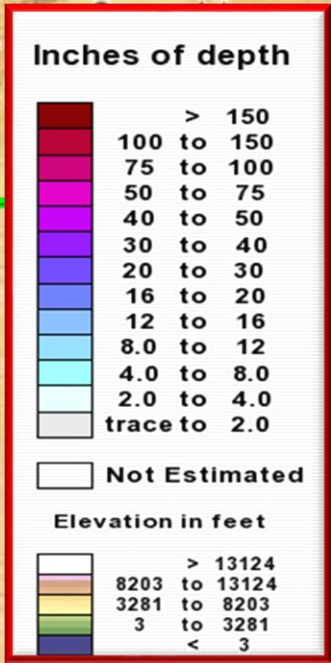 Inches of depth
> 150
100 to 150
75 to 100
50 to 75
40 to 50
30 to 40
20 to 30
16 to 20
12 to 16
8.0 to 12
4.0 to 8.0
2.0 to 4.0
trace to 2.0
Not Estimated
Elevation in feet
> 13124
8203 to 13124
3281 to 8203
3 to 3281
< 3